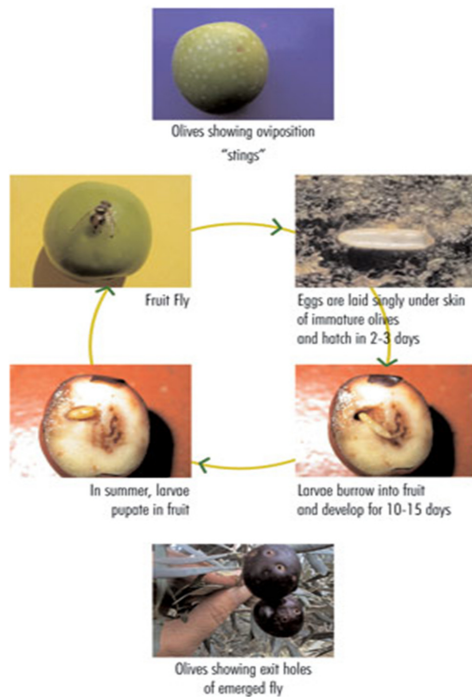 Olives showing oviposition
"stings"
Fruit Fly
Eggs are laid singly under skin
of immature olives
and hatch in 2-3 days
In summer, larvae
pupate in fruit
Larvae burrow into fruit
and develop for 10-15 days
Olives showing exit holes
of emerged fly